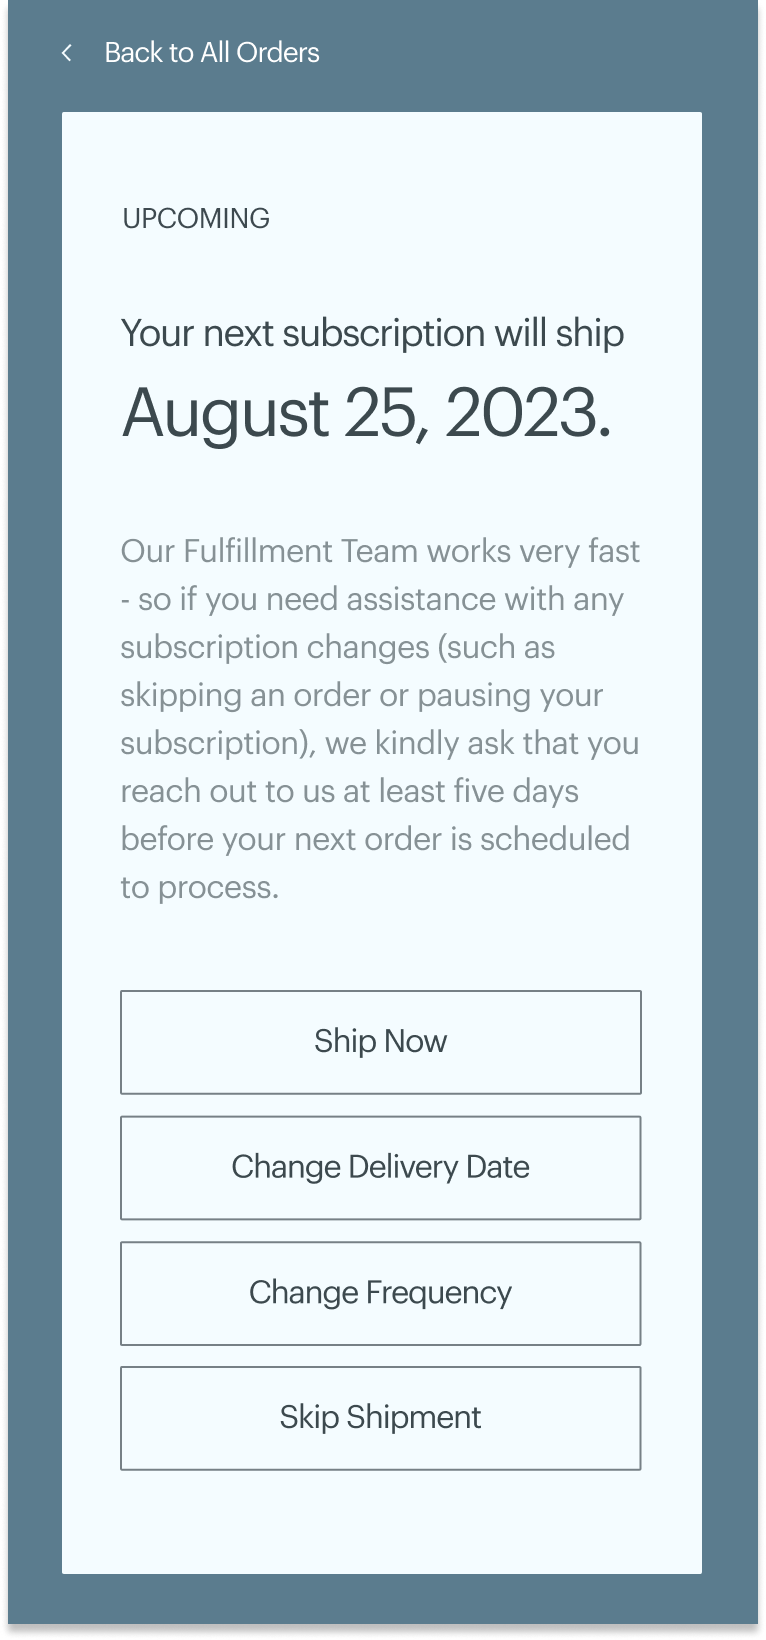 Back to All Orders
UPCOMING
Your next subscription will ship
August 25, 2023.
Our Fulfillment Team works very fast
- so if you need assistance with any
subscription changes (such as
skipping an order or pausing your
subscription), we kindly ask that you
reach out to us at least five days
before your next order is scheduled
to process.
Ship Now
Change Delivery Date
Change Frequency
Skip Shipment